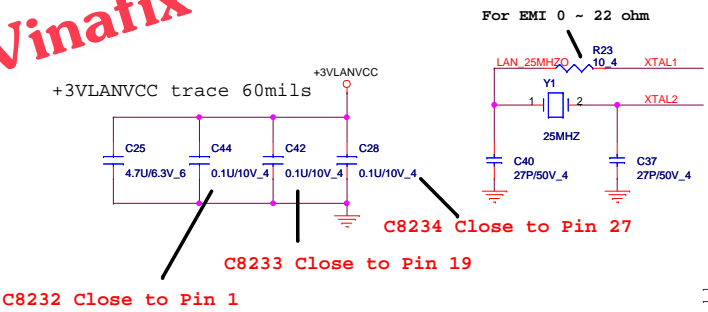 For EMI 0 ~ 22 ohm
Vinafix
R23
LAN_25MHZO
10_4
XTAL1
+3VLANVCC
+3VLANVCC trace 60mils
Y1
1
2
XTAL2
25MHZ
C25
C44
C42
C28
4.7U/6.3V_6
0.1U/10V_4
0.1U/10V_4
0.1U/10V_4
C40
C37
27P/50V_4
27P/50V_4
C8234 Close to Pin 27
C8233 Close to Pin 19
C8232 Close to Pin 1